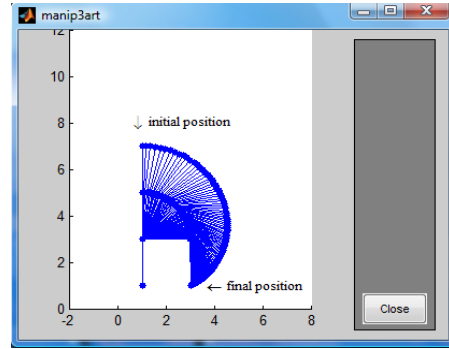 manip3art
12
10
8
6
4
2
0
↓ initial position
← final position
-2 0 2 4 6 8
Close